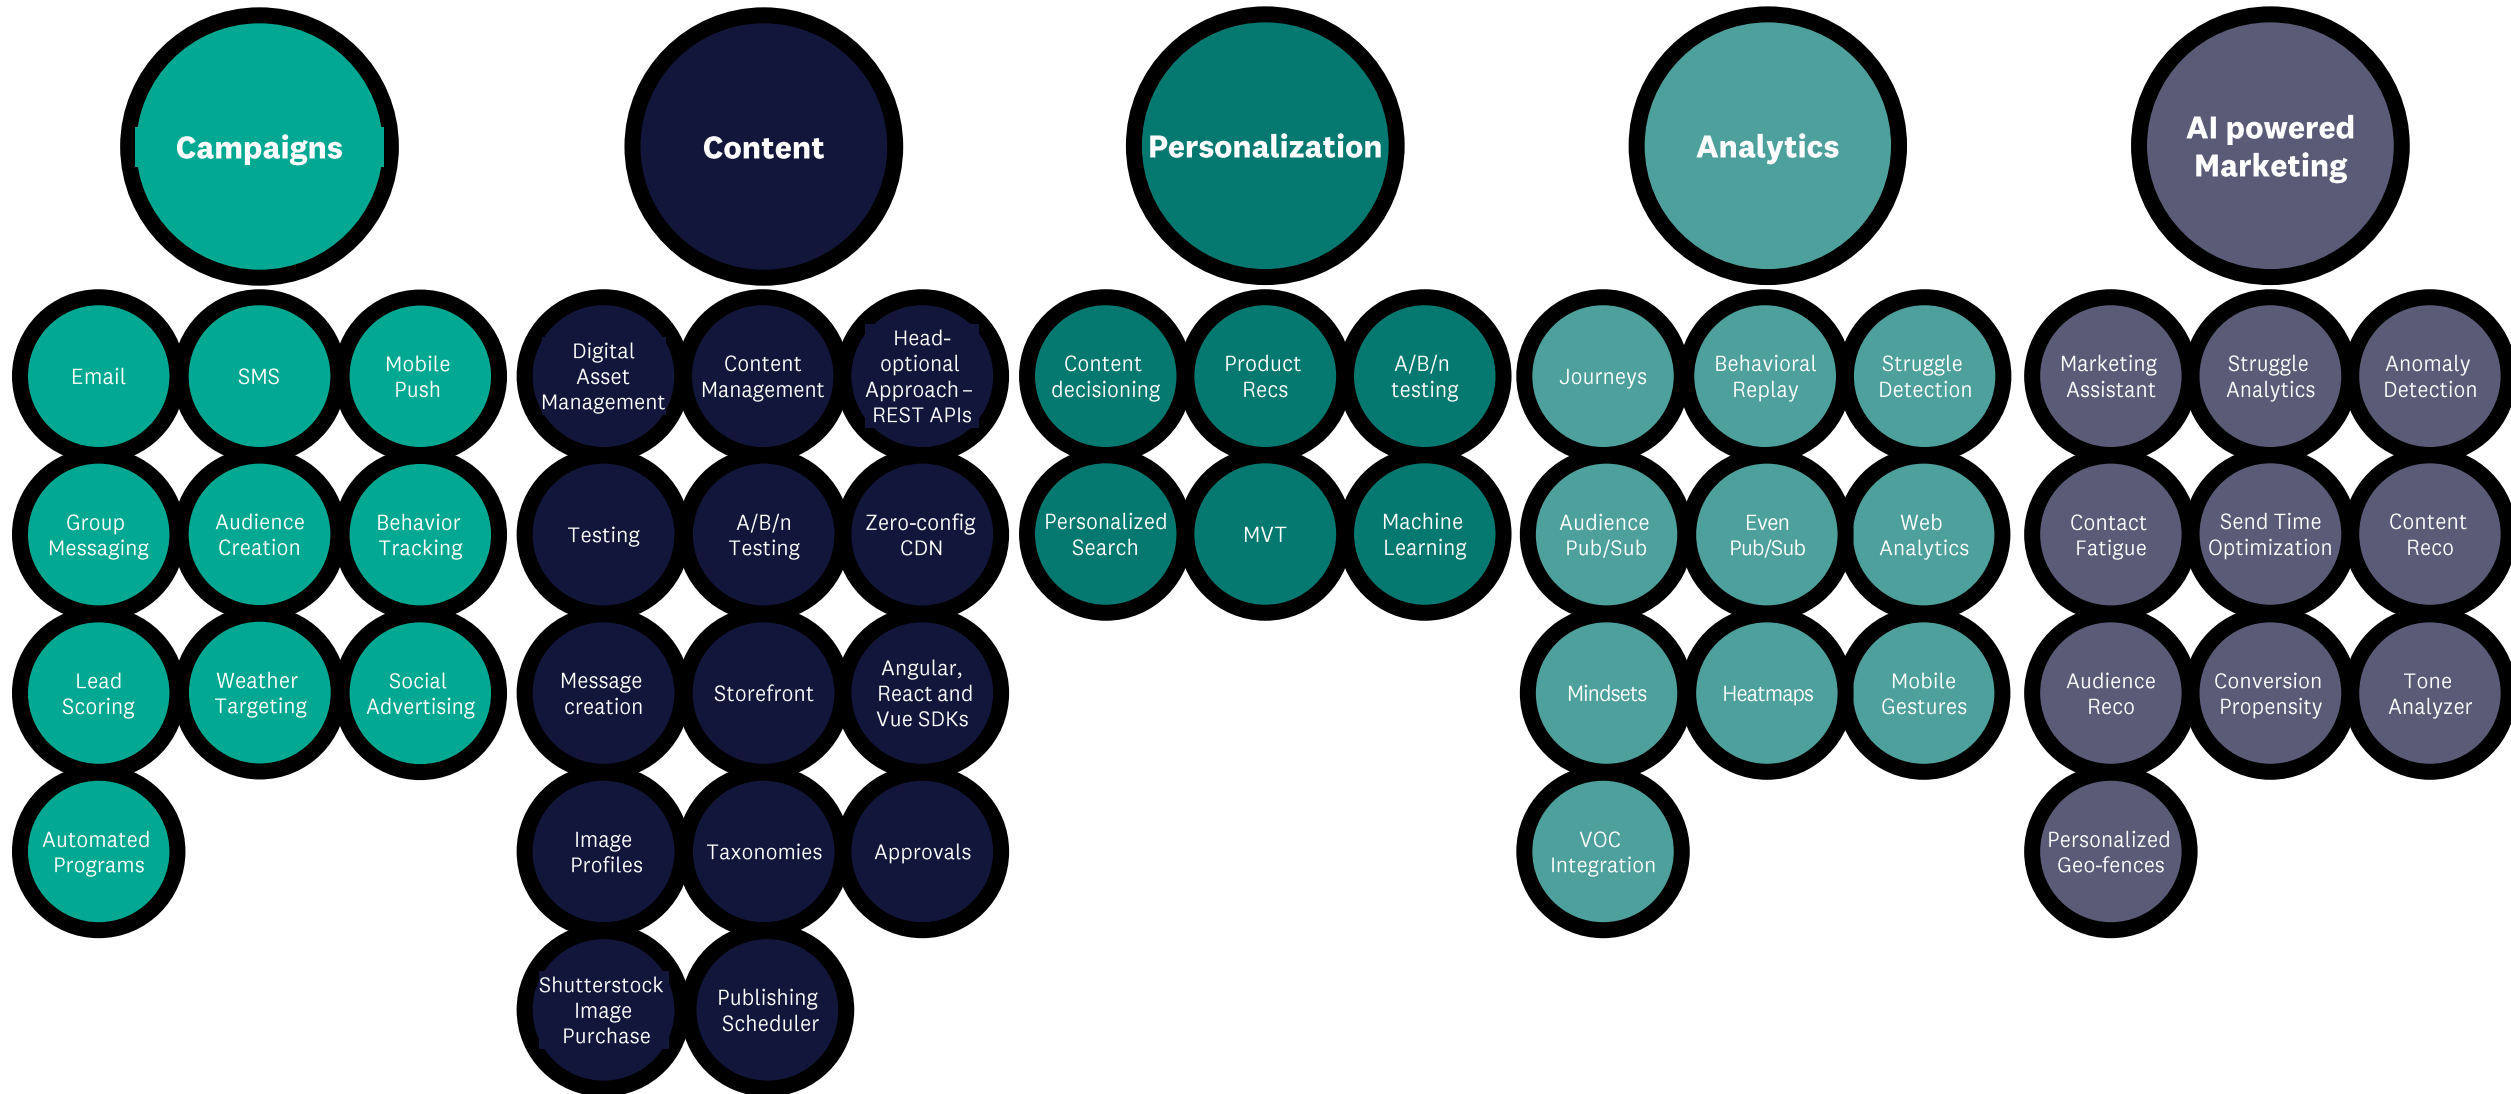 Campaigns
Content
Personalization
Analytics
AI powered
Marketing
Email
SMS
Mobile
Push
Group
Messaging
Audience
Creation
Behavior
Tracking
Lead
Scoring
Weather
Targeting
Social
Advertising
Automated
Programs
Digital
Asset
Management
Content
Management
Head-
optional
Approach –
REST APIs
Testing
A/B/n
Testing
Zero-config
CDN
Message
creation
Storefront
Angular,
React and
Vue SDKs
Image
Profiles
Taxonomies
Approvals
Shutterstock
Image
Purchase
Publishing
Scheduler
Content
decisioning
Product
Recs
A/B/n
testing
Personalized
Search
MVT
Machine
Learning
Journeys
Behavioral
Replay
Struggle
Detection
Audience
Pub/Sub
Even
Pub/Sub
Web
Analytics
Mindsets
Heatmaps
Mobile
Gestures
VOC
Integration
Marketing
Assistant
Struggle
Analytics
Anomaly
Detection
Contact
Fatigue
Send Time
Optimization
Content
Reco
Audience
Reco
Conversion
Propensity
Tone
Analyzer
Personalized
Geo-fences